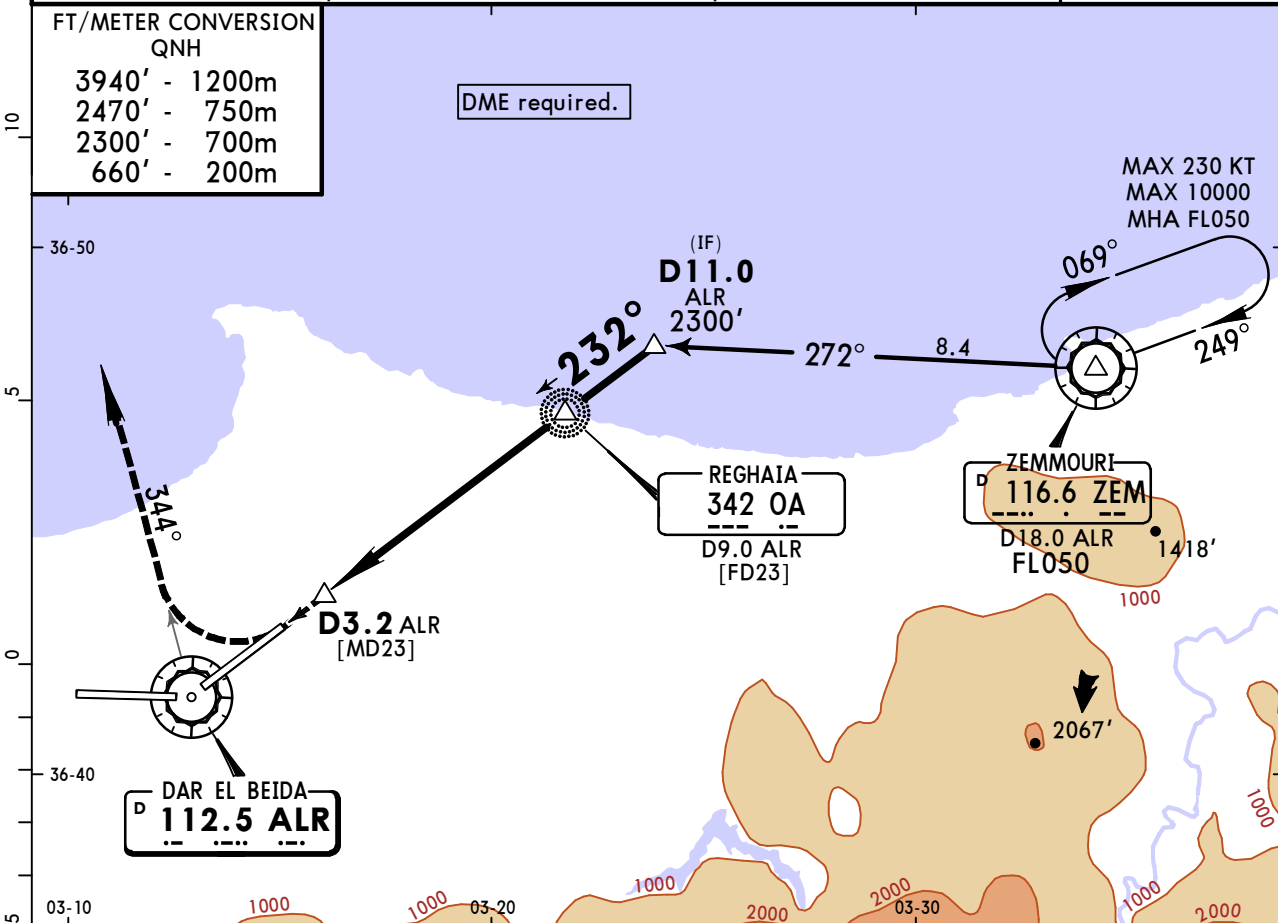 FT/METER CONVERSION
QNH
3940' - 1200m
2470' - 750m
2300' - 700m
660' - 200m
DME required.
10
36-50
MAX 230 KT
MAX 10000
MHA FL050
069°
249°
(IF)
D11.0
ALR
2300'
232°
272°
8.4
5
344°
REGHAIA
342 OA
D9.0 ALR
[FD23]
ZEMMOURI
D 116.6 ZEM
D18.0 ALR
FL050
1418'
1000
D3.2 ALR
[MD23]
0
2067'
36-40
DAR EL BEIDA
D 112.5 ALR
1000
1000
2000
1000
1000
1000
2000
2000
03-10
03-20
03-30
5